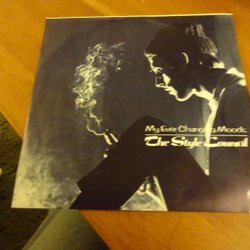 My Ever Changing Moods
The Style Council